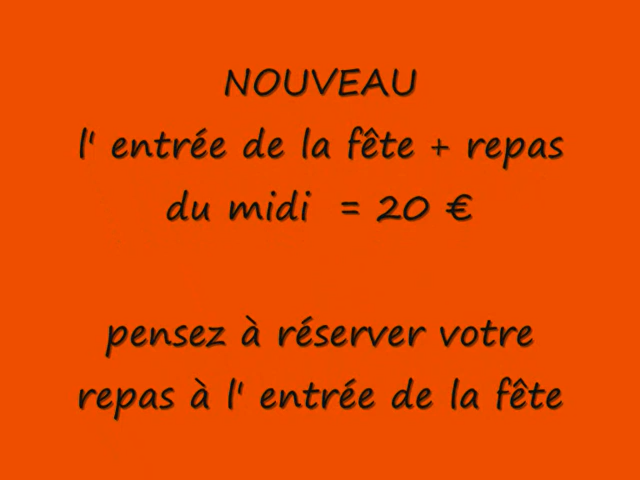 NOUVEAU
l' entrée de la fête + repas
du midi = 20 €
pensez à réserver votre
repas à l' entrée de la fête